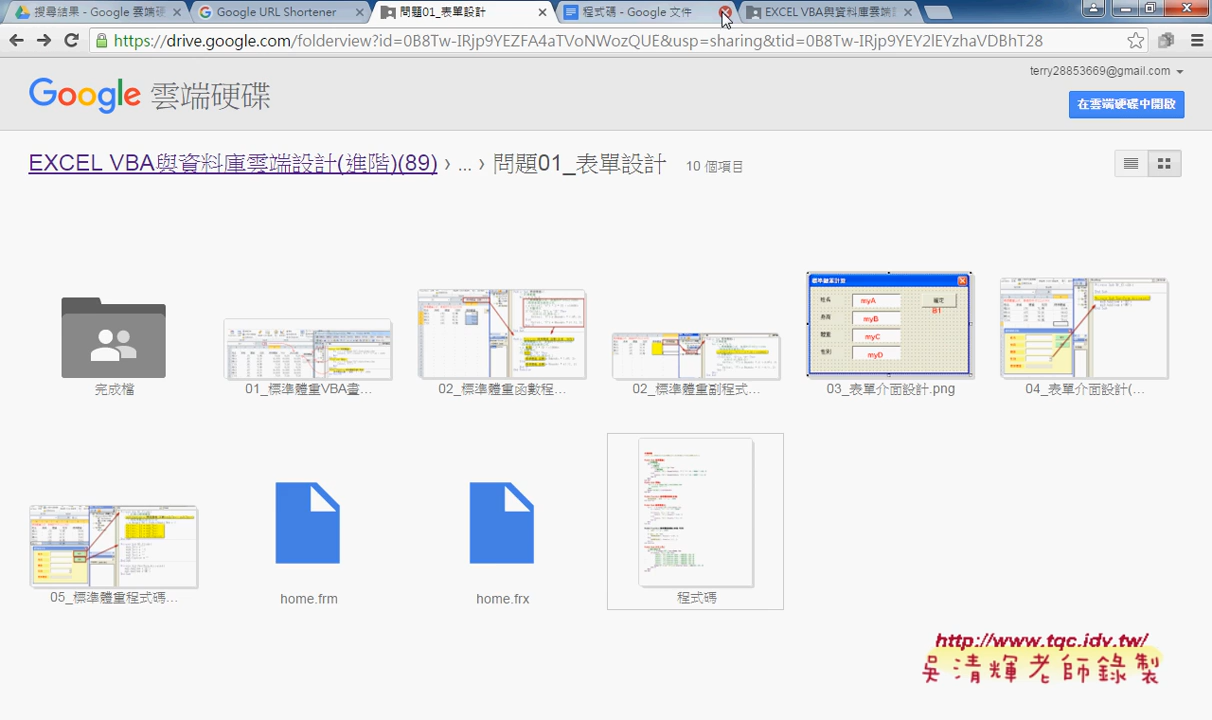 搜尋結果 - Google 雲端硬
Google URL Shortener
問題01_表單設計
程式碼 - Google 文件
EXCEL VBA與資料庫雲端
https://drive.google.com/folderview?id=0B8Tw-IRjp9YEZFA4aTVoNWozQUE&usp=sharing&tid=0B8Tw-IRjp9YEY2lEYzhaVDBhT28
terry28853669@gmail.com
Google 雲端硬碟
在雲端硬碟中開啟
EXCEL VBA與資料庫雲端設計(進階)(89) › ... › 問題01_表單設計 10 個項目
標準體重計算
姓名 myA 確定
B1
身高 myB
體重 myC
性別 myD
完成檔
01_標準體重VBA畫...
02_標準體重函數程...
02_標準體重副程式...
03_表單介面設計.png
04_表單介面設計(...
05_標準體重程式碼...
home.frm
home.frx
程式碼
http://www.tqc.idv.tw/
吳清輝老師錄製